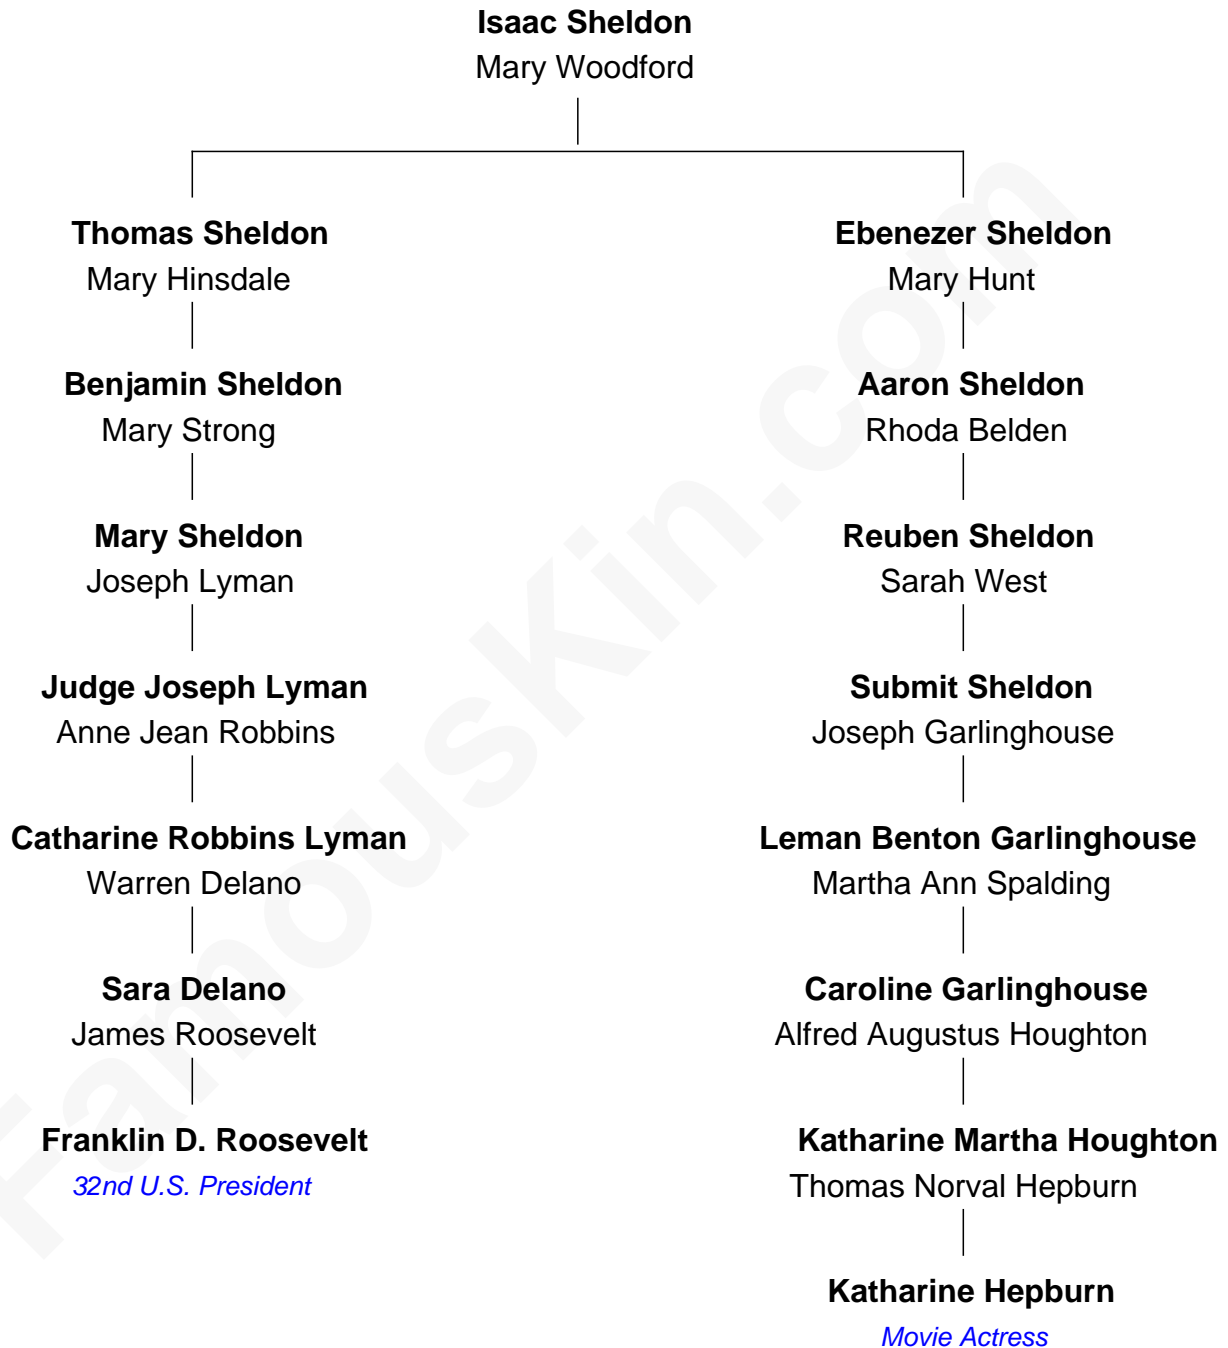 Isaac Sheldon
Mary Woodford
Thomas Sheldon
Mary Hinsdale
Benjamin Sheldon
Mary Strong
Mary Sheldon
Joseph Lyman
Judge Joseph Lyman
Anne Jean Robbins
Catharine Robbins Lyman
Warren Delano
Sara Delano
James Roosevelt
Franklin D. Roosevelt
32nd U.S. President
Ebenezer Sheldon
Mary Hunt
Aaron Sheldon
Rhoda Belden
Reuben Sheldon
Sarah West
Submit Sheldon
Joseph Garlinghouse
Leman Benton Garlinghouse
Martha Ann Spalding
Caroline Garlinghouse
Alfred Augustus Houghton
Katharine Martha Houghton
Thomas Norval Hepburn
Katharine Hepburn
Movie Actress
FamousKin.com